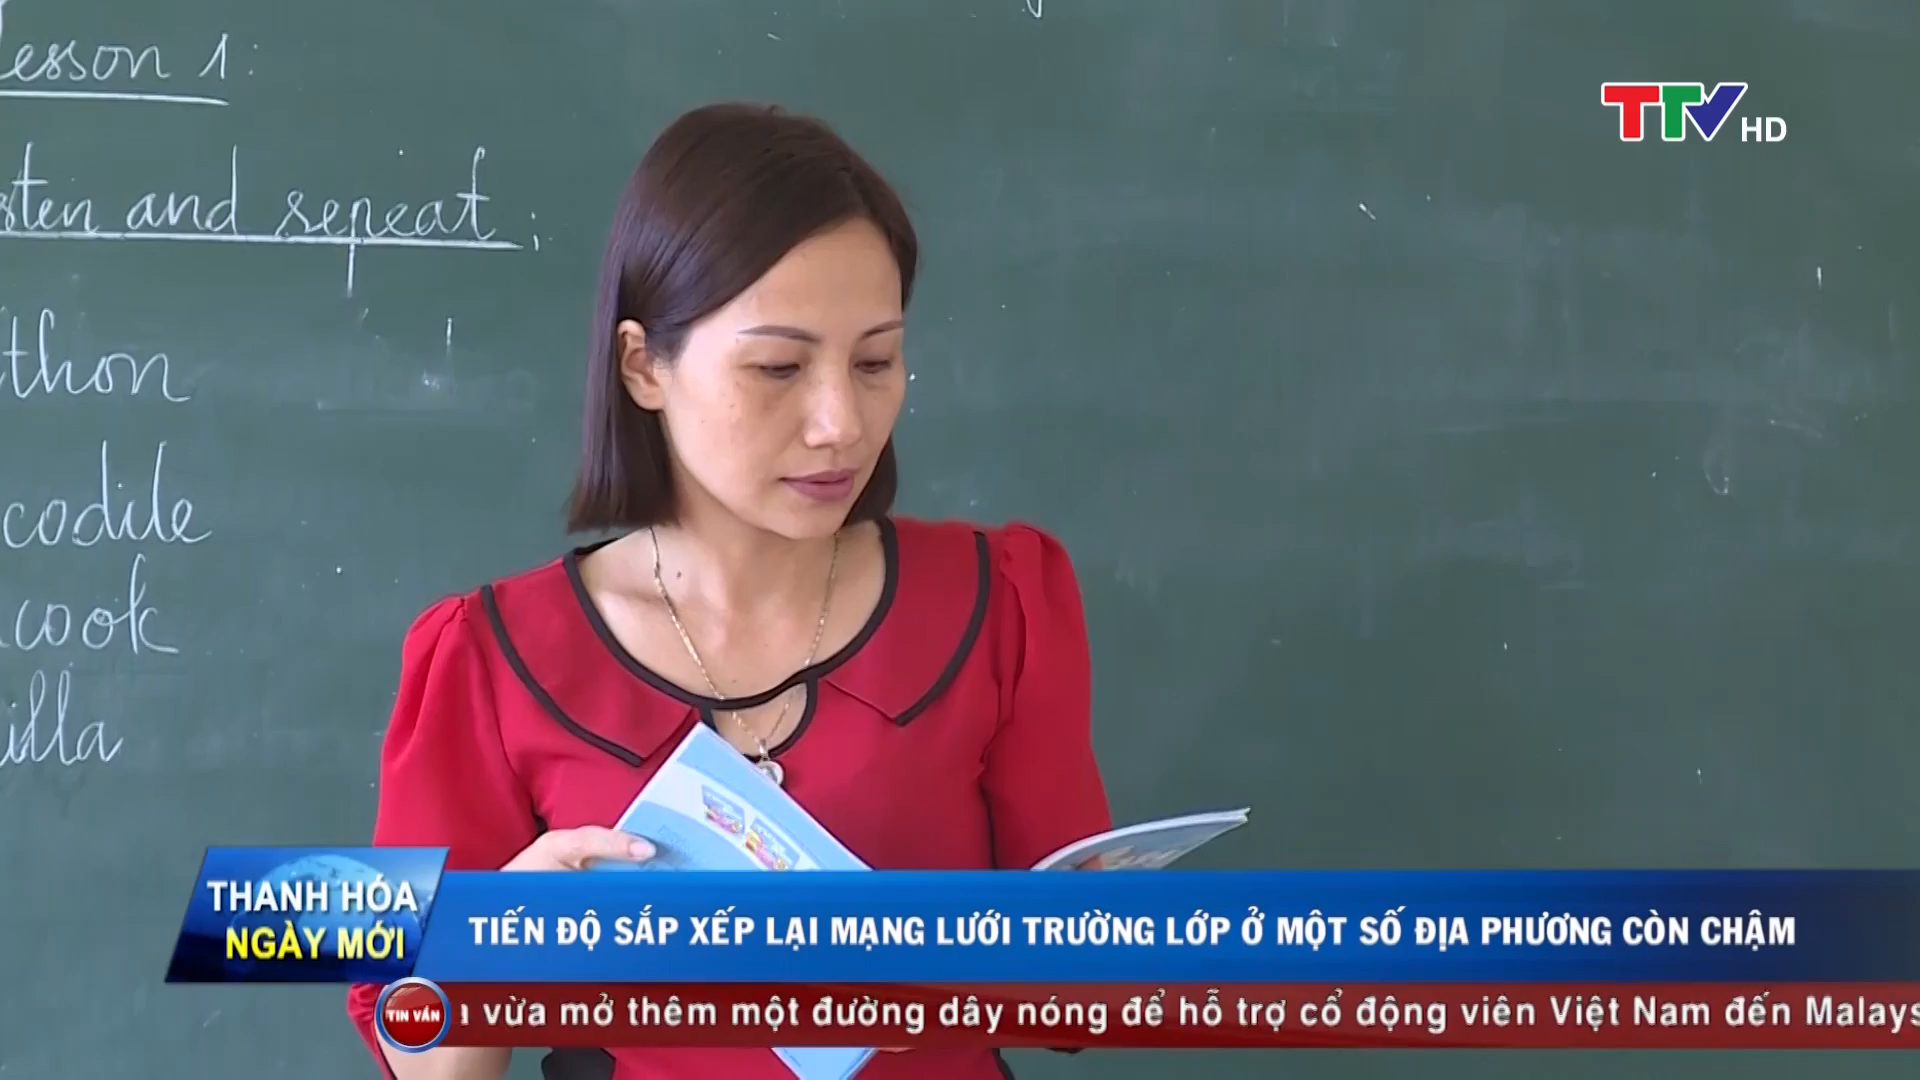 lesson 1:
TTV HD
sten and repeat:
thon
codile
cook
illa
THANH HÓA
NGÀY MỚI
TIẾN ĐỘ SẮP XẾP LẠI MẠNG LƯỚI TRƯỜNG LỚP Ở MỘT SỐ ĐỊA PHƯƠNG CÒN CHẬM
TIN VẮN
vừa mở thêm một đường dây nóng để hỗ trợ cổ động viên Việt Nam đến Malays